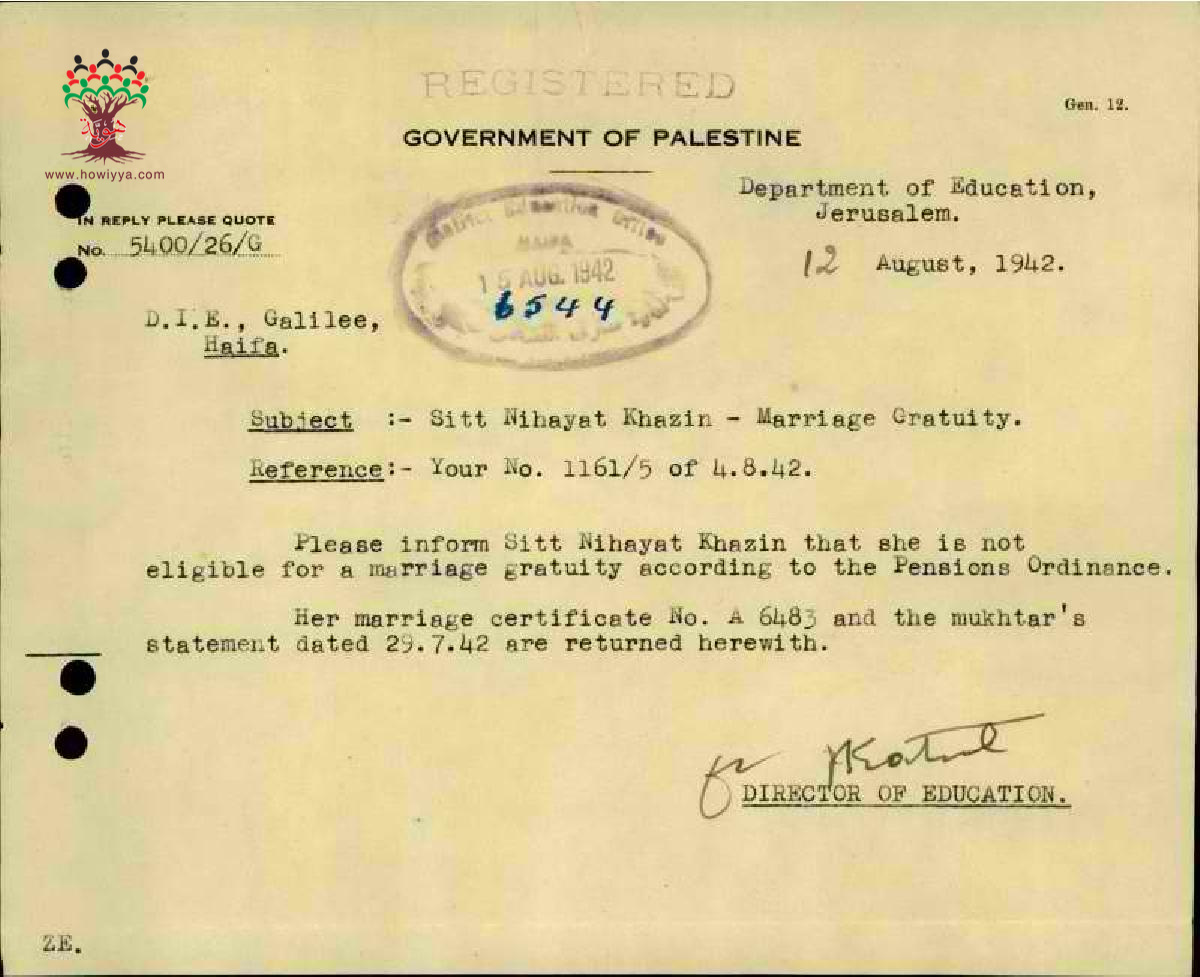 REGISTERED
Gen. 12.
GOVERNMENT OF PALESTINE
www.howiyya.com
Department of Education,
Jerusalem.
IN REPLY PLEASE QUOTE
No. 5400/26/G
12 August, 1942.
District Education Office
HAIFA
15 AUG. 1942
6544
D.I.E., Galilee,
Haifa.
Subject :- Sitt Nihayat Khazin - Marriage Gratuity.
Reference:- Your No. 1161/5 of 4.8.42.
Please inform Sitt Nihayat Khazin that she is not
eligible for a marriage gratuity according to the Pensions Ordinance.
Her marriage certificate No. A 6483 and the mukhtar's
statement dated 29.7.42 are returned herewith.
for
DIRECTOR OF EDUCATION.
ZE.